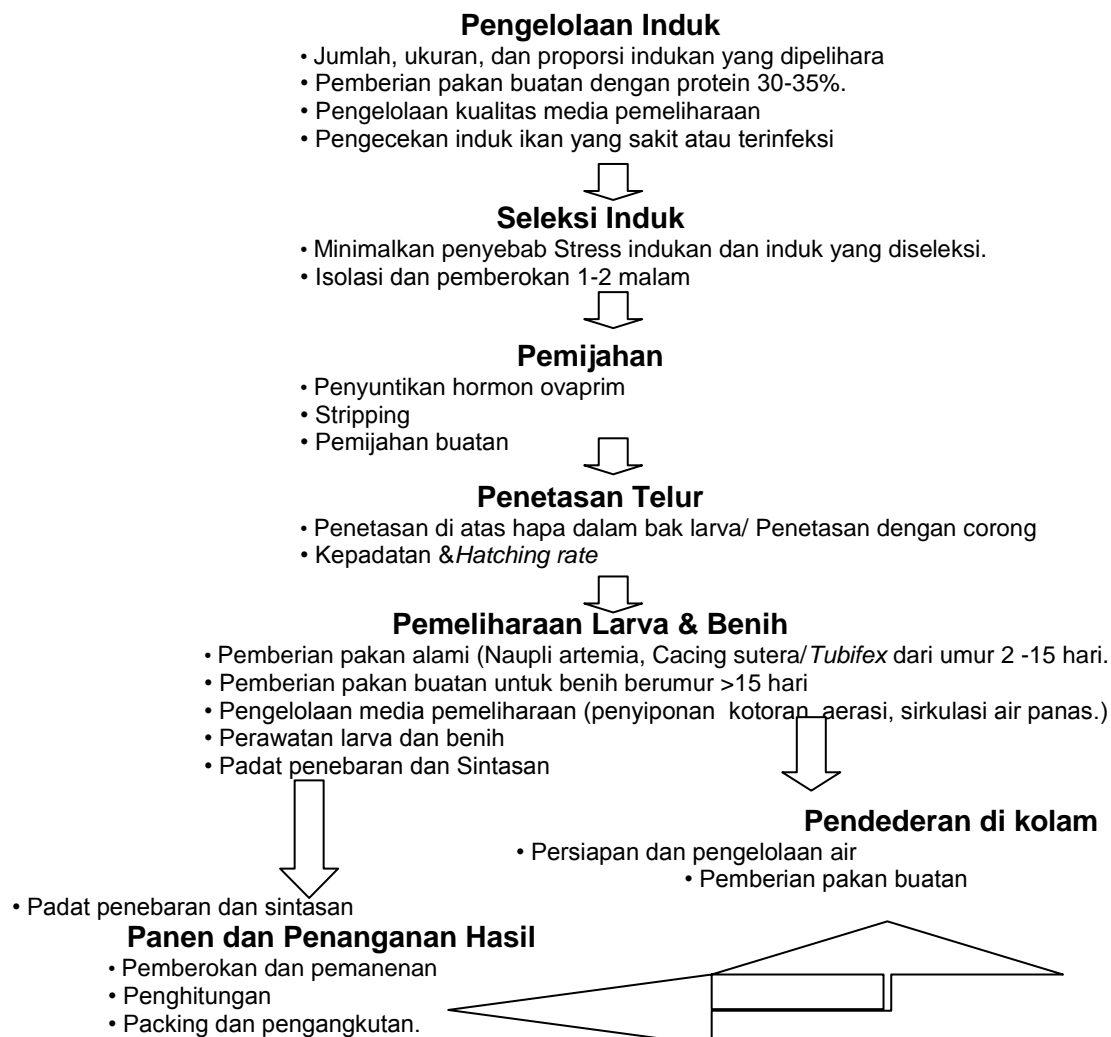 Pengelolaan Induk
• Jumlah, ukuran, dan proporsi indukan yang dipelihara
• Pemberian pakan buatan dengan protein 30-35%.
• Pengelolaan kualitas media pemeliharaan
• Pengecekan induk ikan yang sakit atau terinfeksi
Seleksi Induk
• Minimalkan penyebab Stress indukan dan induk yang diseleksi.
• Isolasi dan pemberokan 1-2 malam
Pemijahan
• Penyuntikan hormon ovaprim
• Stripping
• Pemijahan buatan
Penetasan Telur
• Penetasan di atas hapa dalam bak larva/ Penetasan dengan corong
• Kepadatan &Hatching rate
Pemeliharaan Larva & Benih
• Pemberian pakan alami (Naupli artemia, Cacing sutera/Tubifex dari umur 2 -15 hari.
• Pemberian pakan buatan untuk benih berumur >15 hari
• Pengelolaan media pemeliharaan (penyiponan kotoran, aerasi, sirkulasi air panas.)
• Perawatan larva dan benih
• Padat penebaran dan Sintasan
Pendederan di kolam
• Persiapan dan pengelolaan air
• Pemberian pakan buatan
• Padat penebaran dan sintasan
Panen dan Penanganan Hasil
• Pemberokan dan pemanenan
• Penghitungan
• Packing dan pengangkutan.